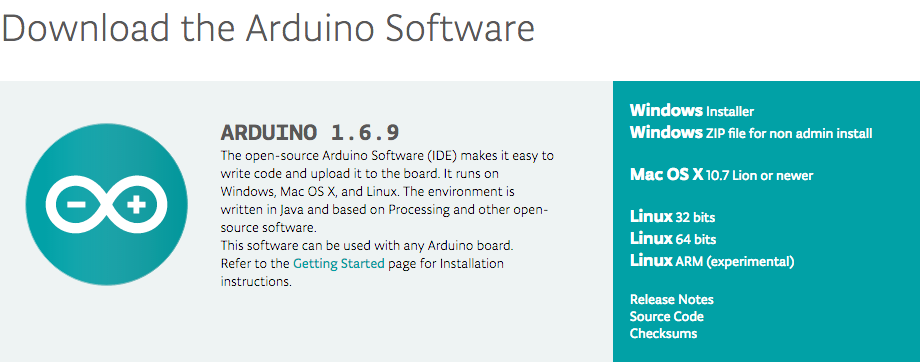 Download the Arduino Software
ARDUINO 1.6.9
The open-source Arduino Software (IDE) makes it easy to
write code and upload it to the board. It runs on
Windows, Mac OS X, and Linux. The environment is
written in Java and based on Processing and other open-
source software.
This software can be used with any Arduino board.
Refer to the Getting Started page for Installation
instructions.
Windows Installer
Windows ZIP file for non admin install
Mac OS X 10.7 Lion or newer
Linux 32 bits
Linux 64 bits
Linux ARM (experimental)
Release Notes
Source Code
Checksums